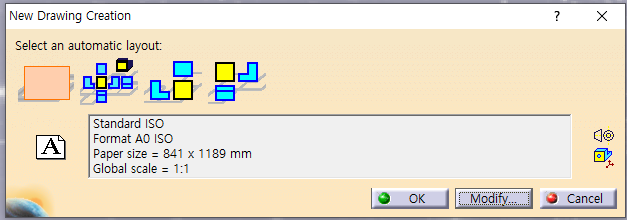 New Drawing Creation
? ×
Select an automatic layout:
A
Standard ISO
Format A0 ISO
Paper size = 841 x 1189 mm
Global scale = 1:1
OK Modify... Cancel